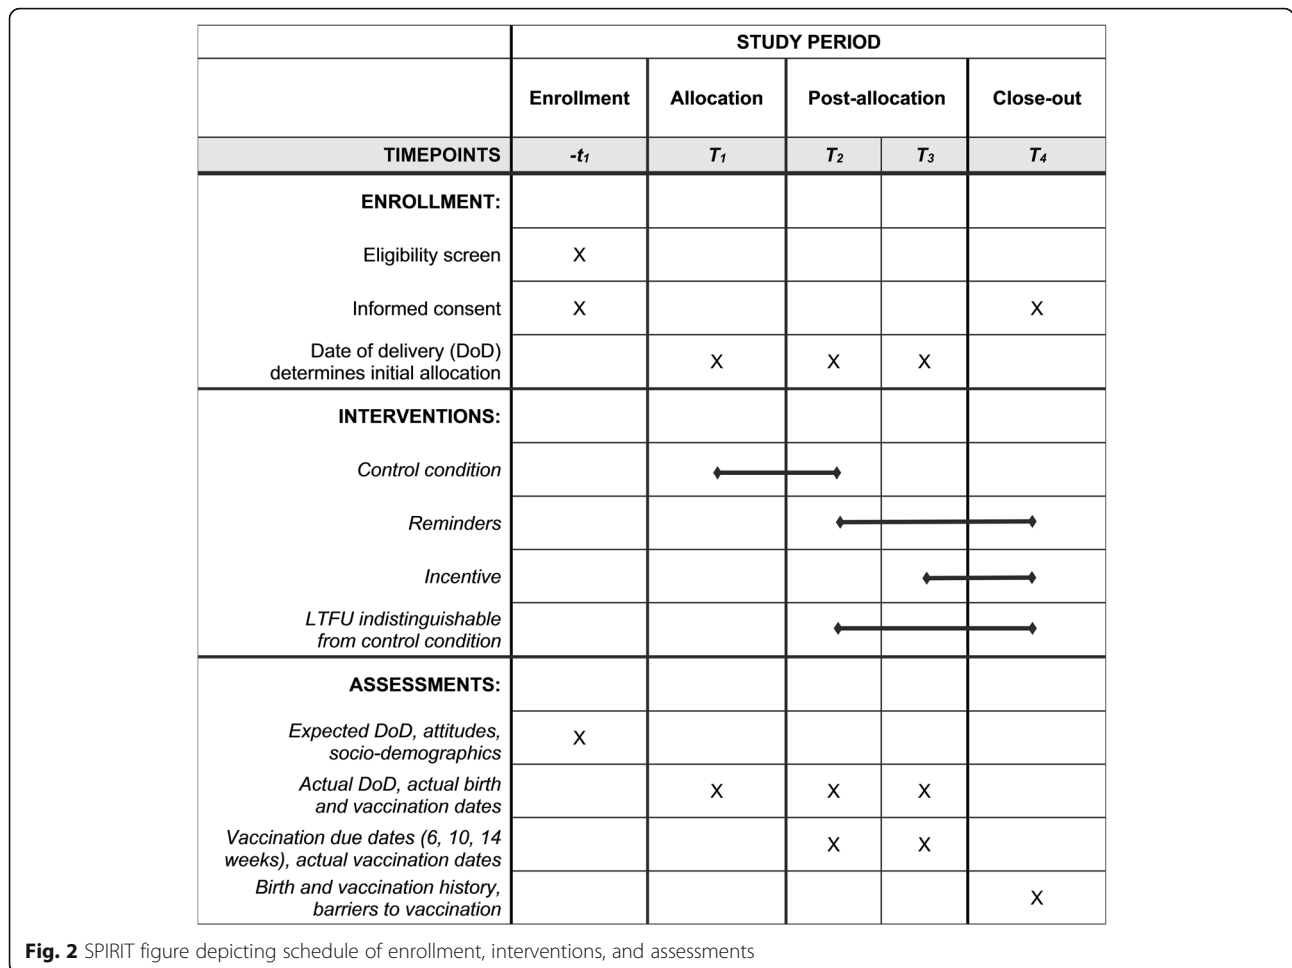 STUDY PERIOD
Enrollment Allocation Post-allocation Close-out
TIMEPOINTS -t1 T1 T2 T3 T4
ENROLLMENT:
Eligibility screen X
Informed consent X X
Date of delivery (DoD)
determines initial allocation X X X
INTERVENTIONS:
Control condition
Reminders
Incentive
LTFU indistinguishable
from control condition
ASSESSMENTS:
Expected DoD, attitudes,
socio-demographics X
Actual DoD, actual birth
and vaccination dates X X X
Vaccination due dates (6, 10, 14
weeks), actual vaccination dates X X
Birth and vaccination history,
barriers to vaccination X
Fig. 2 SPIRIT figure depicting schedule of enrollment, interventions, and assessments